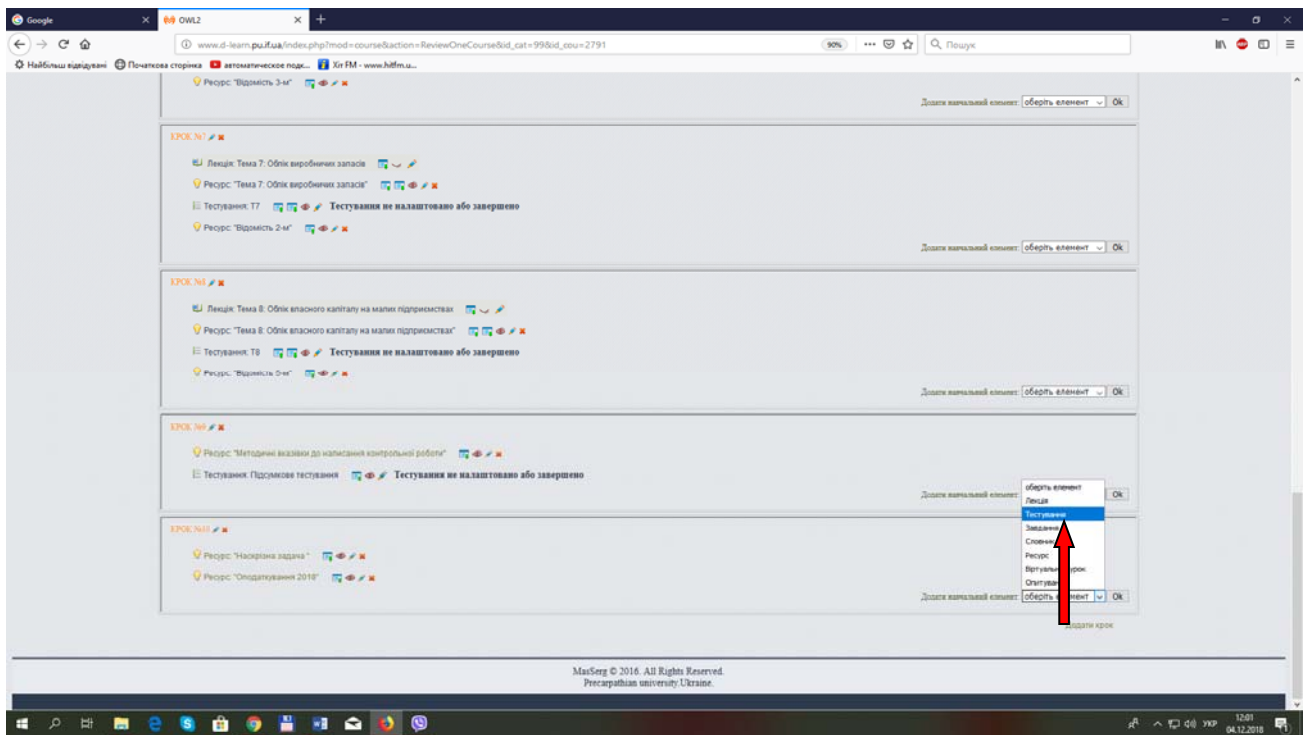 Google
OWL2
www.d-learn.pu.if.ua/index.php?mod=course&action=ReviewOneCourse&id_cat=99&id_cou=2791
90%
Пошук
Найбільш відвідувані Початкова сторінка автоматическое подк... Хіт FM - www.hitfm.u...
Ресурс: "Відомість 3-м"
Додати навчальний елемент: оберіть елемент Ok
КРОК №7
Лекція: Тема 7: Облік виробничих запасів
Ресурс: "Тема 7: Облік виробничих запасів"
Тестування: Т7 Тестування не налаштовано або завершено
Ресурс: "Відомість 2-м"
Додати навчальний елемент: оберіть елемент Ok
КРОК №8
Лекція: Тема 8: Облік власного капіталу на малих підприємствах
Ресурс: "Тема 8: Облік власного капіталу на малих підприємствах"
Тестування: Т8 Тестування не налаштовано або завершено
Ресурс: "Відомість 5-м"
Додати навчальний елемент: оберіть елемент Ok
КРОК №9
Ресурс: "Методичні вказівки до написання контрольної роботи"
Тестування: Підсумкове тестування Тестування не налаштовано або завершено
Додати навчальний елемент: Ok
оберіть елемент
Лекція
Тестування
Завдання
Словник
Ресурс
КРОК №10
Ресурс: "Наскрізна задача "
Ресурс: "Оподаткування 2018"
Додати навчальний елемент: оберіть елемент Ok
Додати крок
MasSerg © 2016. All Rights Reserved.
Precarpathian university.Ukraine.
УКР
12:01
04.12.2018